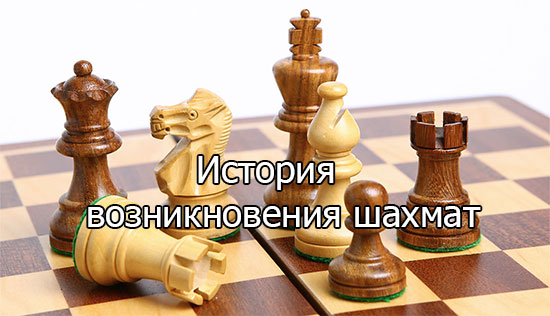 История
возникновения шахмат